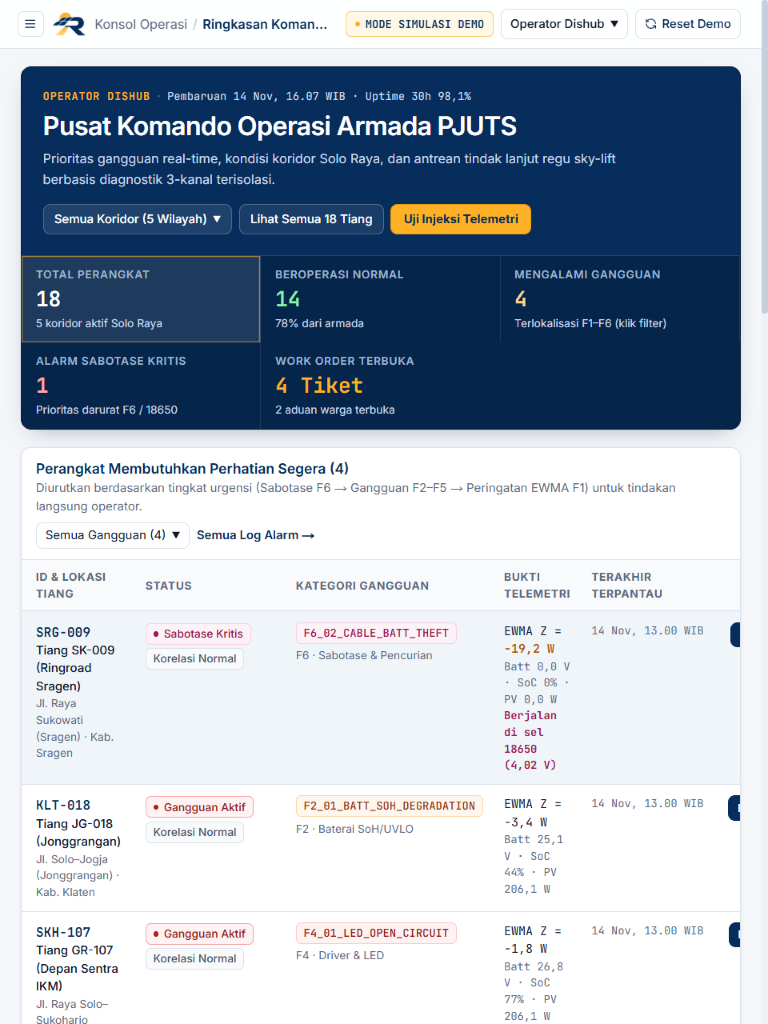 Konsol Operasi / Ringkasan Koman...
MODE SIMULASI DEMO
Operator Dishub ▼
Reset Demo
OPERATOR DISHUB · Pembaruan 14 Nov, 16.07 WIB · Uptime 30h 98,1%
Pusat Komando Operasi Armada PJUTS
Prioritas gangguan real-time, kondisi koridor Solo Raya, dan antrean tindak lanjut regu sky-lift
berbasis diagnostik 3-kanal terisolasi.
Semua Koridor (5 Wilayah) ▼
Lihat Semua 18 Tiang
Uji Injeksi Telemetri
TOTAL PERANGKAT
18
5 koridor aktif Solo Raya
BEROPERASI NORMAL
14
78% dari armada
MENGALAMI GANGGUAN
4
Terlokalisasi F1–F6 (klik filter)
ALARM SABOTASE KRITIS
1
Prioritas darurat F6 / 18650
WORK ORDER TERBUKA
4 Tiket
2 aduan warga terbuka
Perangkat Membutuhkan Perhatian Segera (4)
Diurutkan berdasarkan tingkat urgensi (Sabotase F6 → Gangguan F2–F5 → Peringatan EWMA F1) untuk tindakan
langsung operator.
Semua Gangguan (4) ▼
Semua Log Alarm →
ID & LOKASI
TIANG
STATUS
KATEGORI GANGGUAN
BUKTI
TELEMETRI
TERAKHIR
TERPANTAU
SRG-009
Tiang SK-009
(Ringroad
Sragen)
Jl. Raya
Sukowati
(Sragen) · Kab.
Sragen
Sabotase Kritis
Korelasi Normal
F6_02_CABLE_BATT_THEFT
F6 · Sabotase & Pencurian
EWMA Z =
-19,2 W
Batt 0,0 V
· SoC 0% ·
PV 0,0 W
Berjalan
di sel
18650
(4,02 V)
14 Nov, 13.00 WIB
KLT-018
Tiang JG-018
(Jonggrangan)
Jl. Solo–Jogja
(Jonggrangan) ·
Kab. Klaten
Gangguan Aktif
Korelasi Normal
F2_01_BATT_SOH_DEGRADATION
F2 · Baterai SoH/UVLO
EWMA Z =
-3,4 W
Batt 25,1
V · SoC
44% · PV
206,1 W
14 Nov, 13.00 WIB
SKH-107
Tiang GR-107
(Depan Sentra
IKM)
Jl. Raya Solo–
Sukoharjo
Gangguan Aktif
Korelasi Normal
F4_01_LED_OPEN_CIRCUIT
F4 · Driver & LED
EWMA Z =
-1,8 W
Batt 26,8
V · SoC
77% · PV
206,1 W
14 Nov, 13.00 WIB